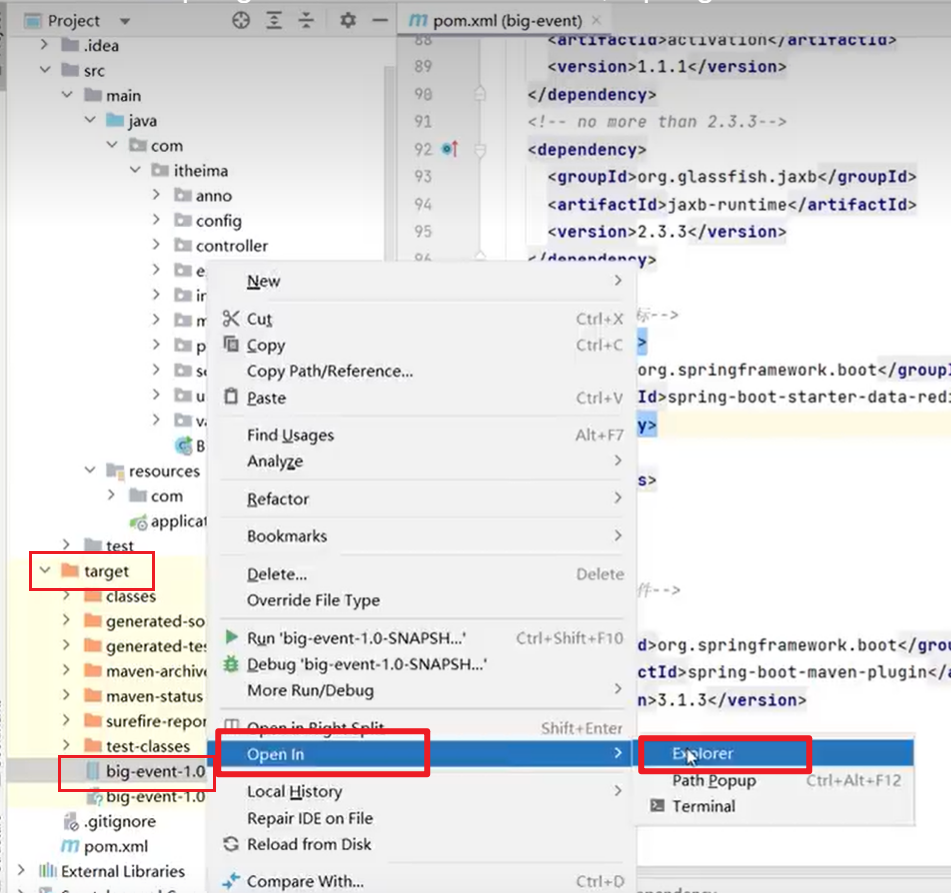 Project
pom.xml (big-event)
.idea
src
main
java
com
itheima
anno
config
controller
resources
com
test
target
classes
generated-so
generated-tes
maven-archive
maven-status
surefire-repor
test-classes
big-event-1.0
big-event-1.0
.gitignore
pom.xml
External Libraries
88 <artifactId>activation</artifactId>
89 <version>1.1.1</version>
90 </dependency>
91 <!-- no more than 2.3.3-->
92 <dependency>
93 <groupId>org.glassfish.jaxb</groupId>
94 <artifactId>jaxb-runtime</artifactId>
95 <version>2.3.3</version>
96 </dependency>
标-->
>
org.springframework.boot</groupI
Id>spring-boot-starter-data-redi
y>
s>
件-->
d>org.springframework.boot</grou
ctId>spring-boot-maven-plugin</a
n>3.1.3</version>
New
Cut Ctrl+X
Copy Ctrl+C
Copy Path/Reference...
Paste Ctrl+V
Find Usages Alt+F7
Analyze
Refactor
Bookmarks
Delete... Delete
Override File Type
Run 'big-event-1.0-SNAPSH...' Ctrl+Shift+F10
Debug 'big-event-1.0-SNAPSH...'
More Run/Debug
Open in Right Split Shift+Enter
Open In
Local History
Repair IDE on File
Reload from Disk
Compare With... Ctrl+D
Explorer
Path Popup Ctrl+Alt+F12
Terminal